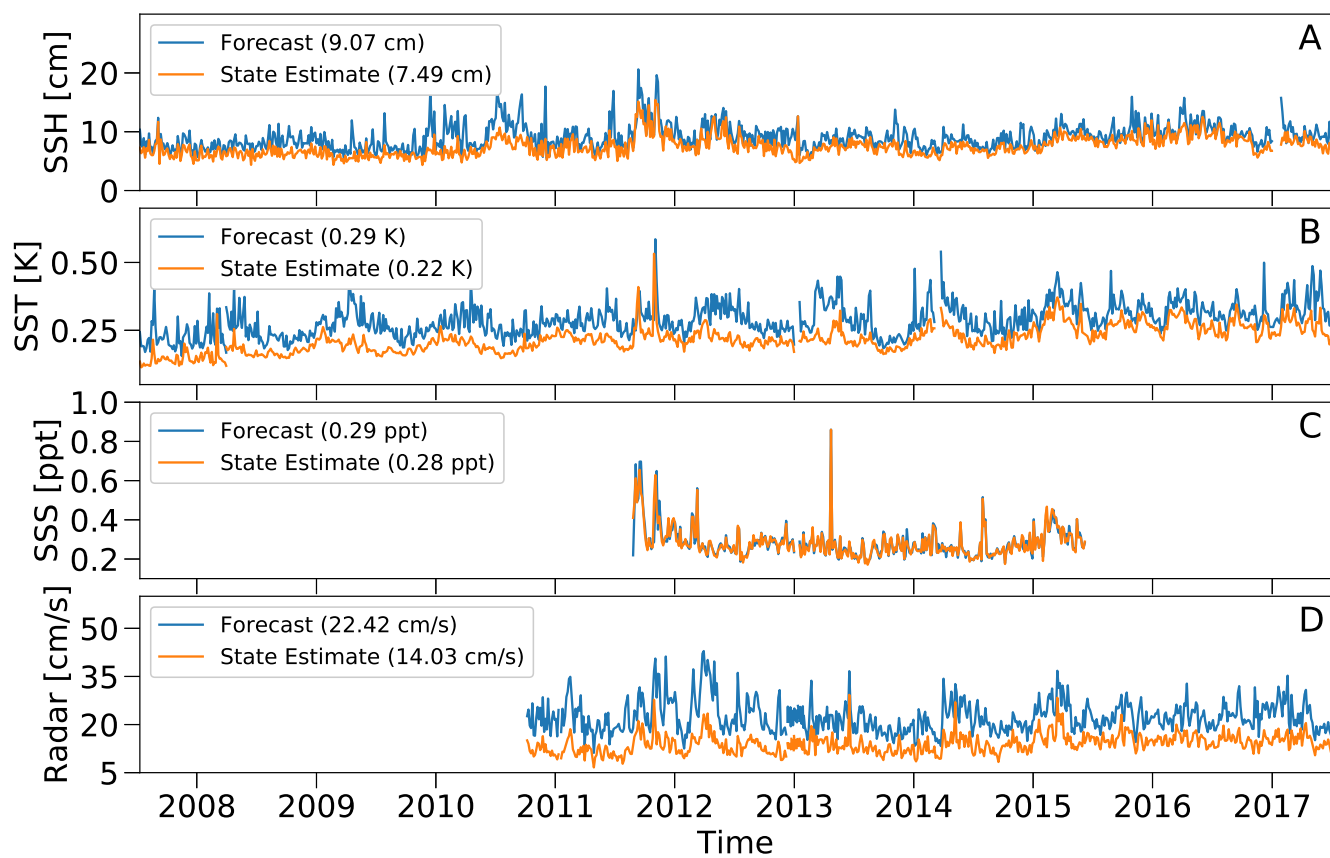 A
Forecast (9.07 cm)
State Estimate (7.49 cm)
SSH [cm]
20
10
0
B
Forecast (0.29 K)
State Estimate (0.22 K)
SST [K]
0.50
0.25
C
Forecast (0.29 ppt)
State Estimate (0.28 ppt)
SSS [ppt]
1.0
0.8
0.6
0.4
0.2
D
Forecast (22.42 cm/s)
State Estimate (14.03 cm/s)
Radar [cm/s]
50
35
20
5
2008 2009 2010 2011 2012 2013 2014 2015 2016 2017
Time